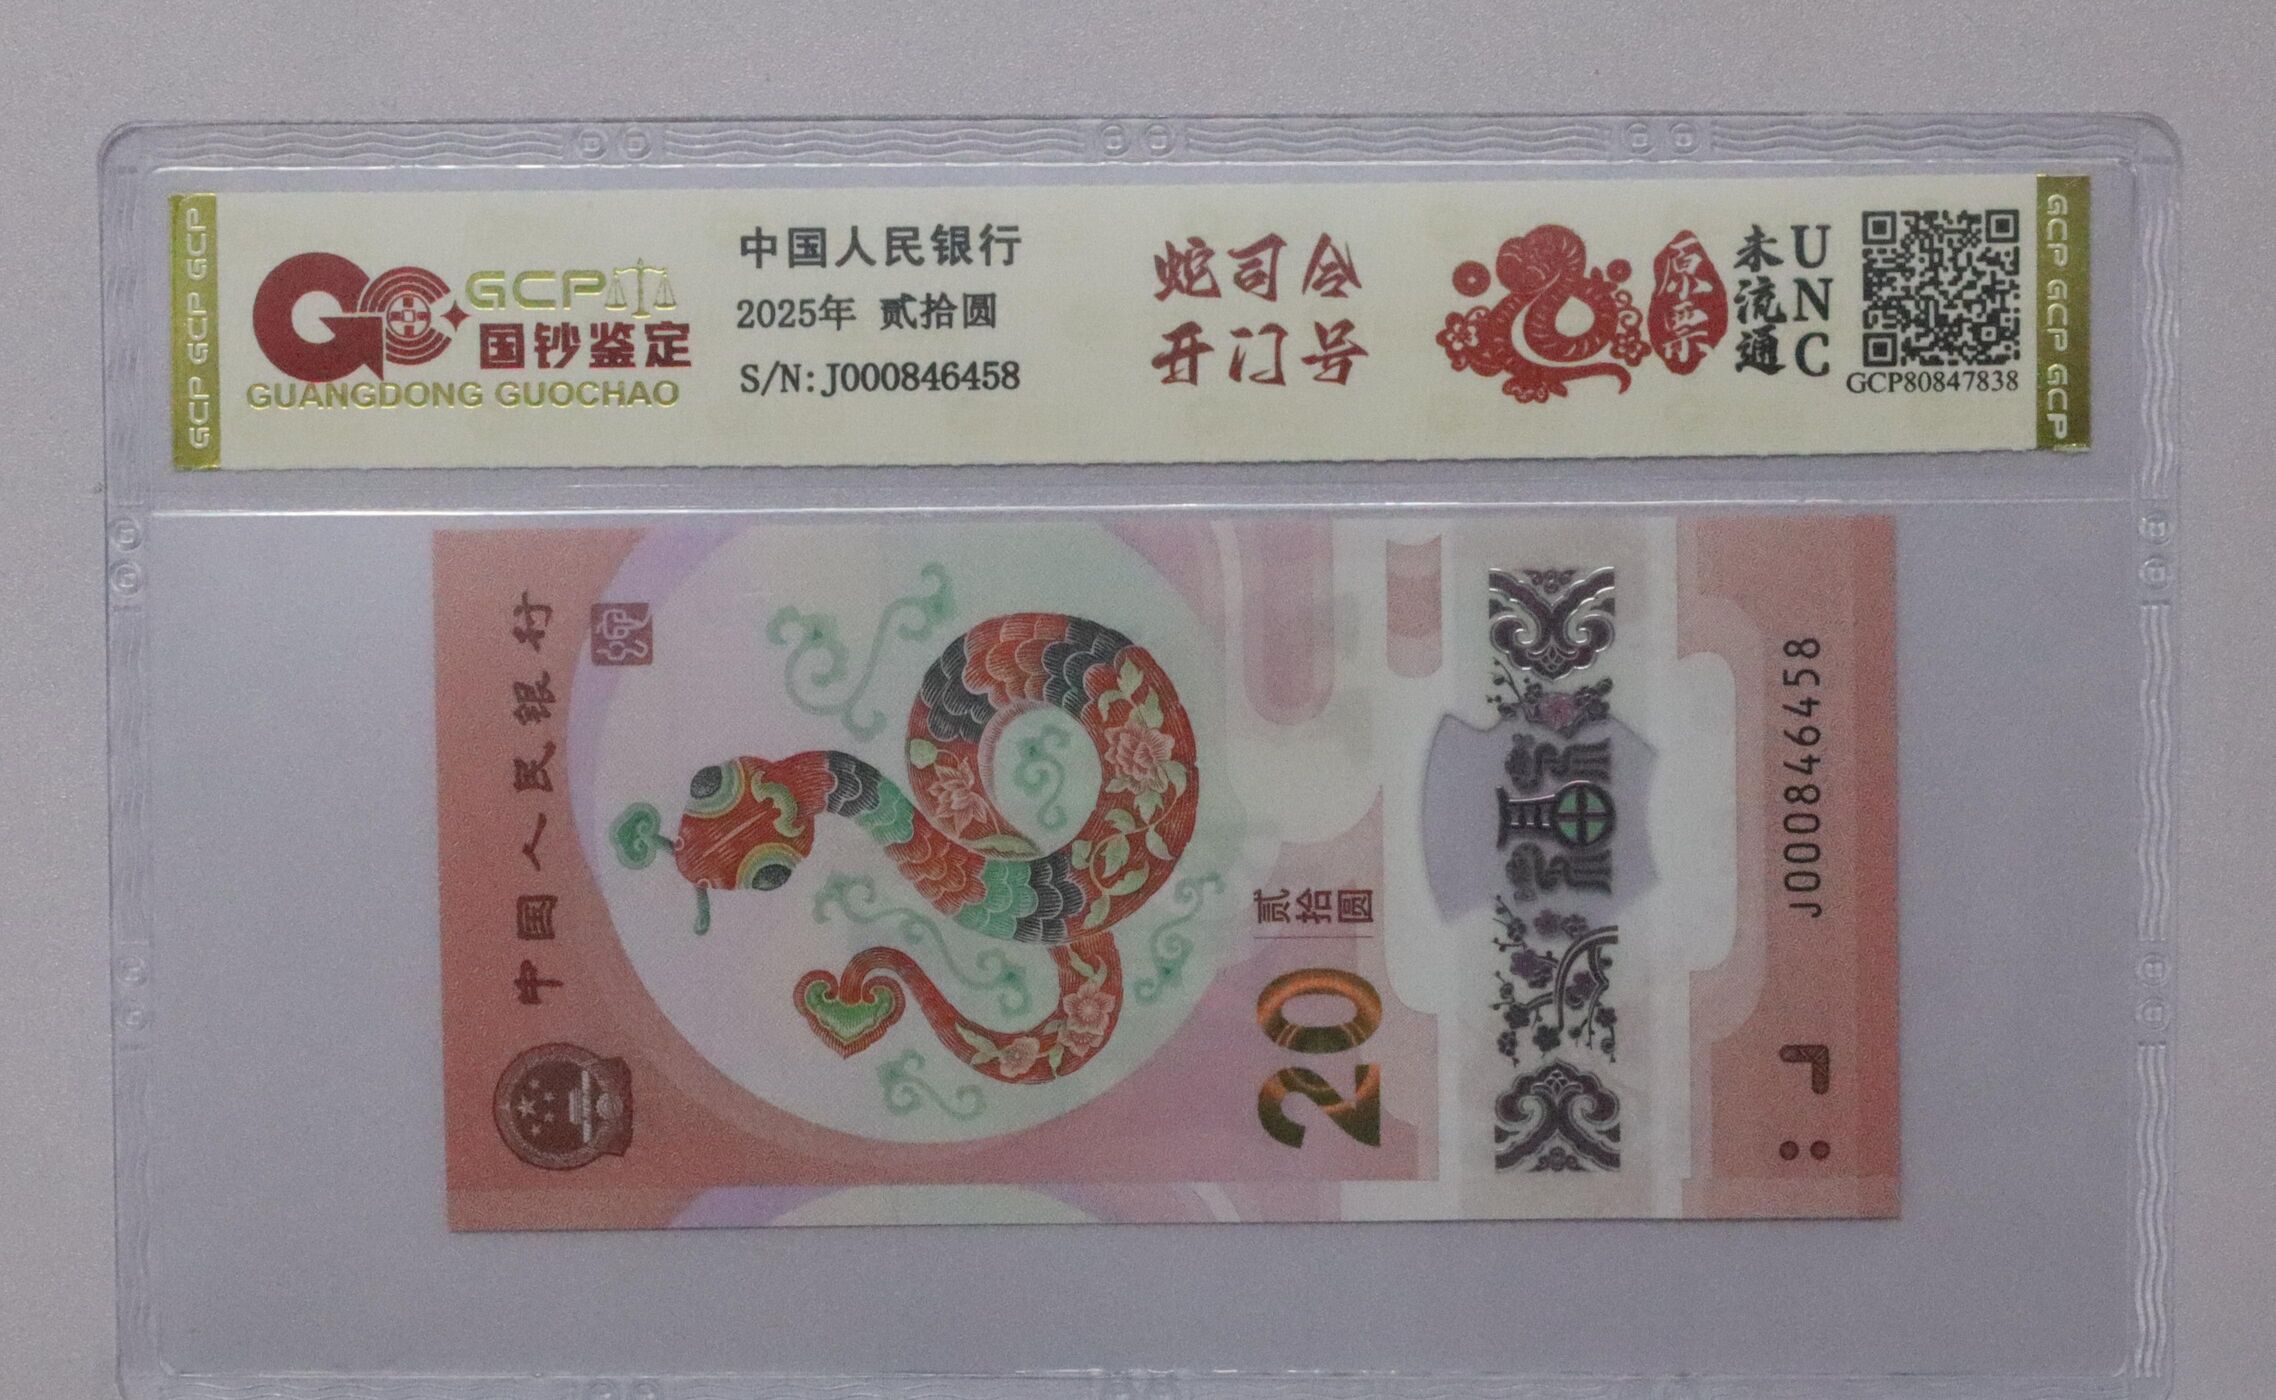 GCP GCP GCP
GCP
国钞鉴定
GUANGDONG GUOCHAO
中国人民银行
2025年 贰拾圆
S/N:J000846458
蛇司令
开门号
原票
未流通
UNC
GCP80847838
GCP GCP GCP
中国人民银行
贰拾圆
20
福
J000846458